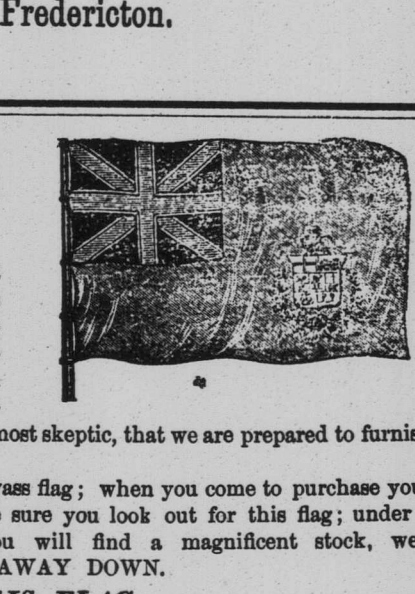 Fredericton.
most skeptic, that we are prepared to furnis
vass flag; when you come to purchase you
sure you look out for this flag; under
ou will find a magnificent stock, we
AWAY DOWN.